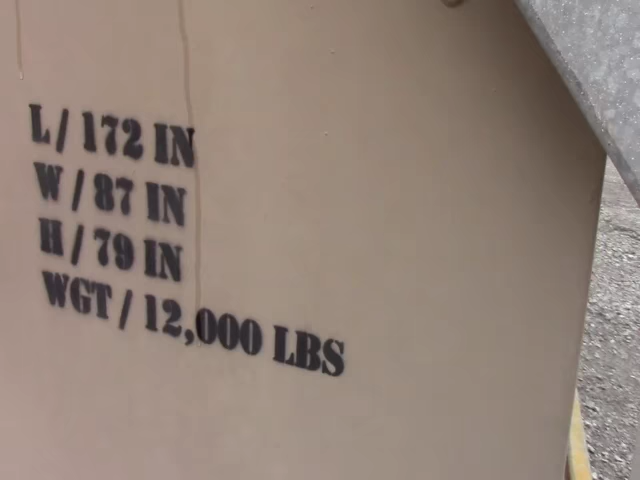 L / 172 IN
W / 87 IN
H / 79 IN
WGT / 12,000 LBS